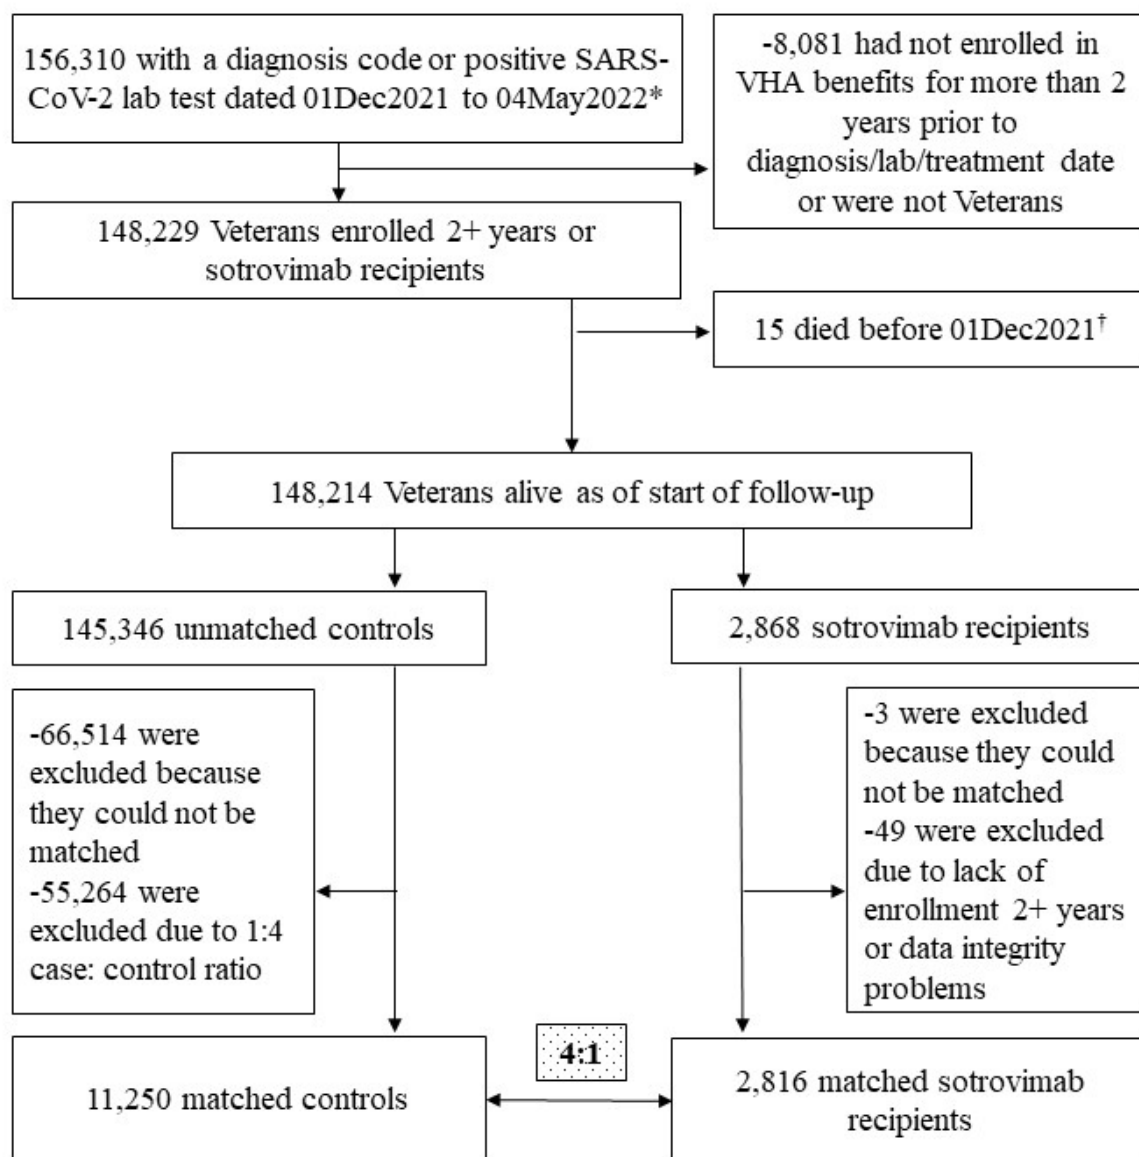 156,310 with a diagnosis code or positive SARS-
CoV-2 lab test dated 01Dec2021 to 04May2022*
-8,081 had not enrolled in
VHA benefits for more than 2
years prior to
diagnosis/lab/treatment date
or were not Veterans
148,229 Veterans enrolled 2+ years or
sotrovimab recipients
15 died before 01Dec2021†
148,214 Veterans alive as of start of follow-up
145,346 unmatched controls
2,868 sotrovimab recipients
-66,514 were
excluded because
they could not be
matched
-55,264 were
excluded due to 1:4
case: control ratio
-3 were excluded
because they could
not be matched
-49 were excluded
due to lack of
enrollment 2+ years
or data integrity
problems
11,250 matched controls
4:1
2,816 matched sotrovimab
recipients